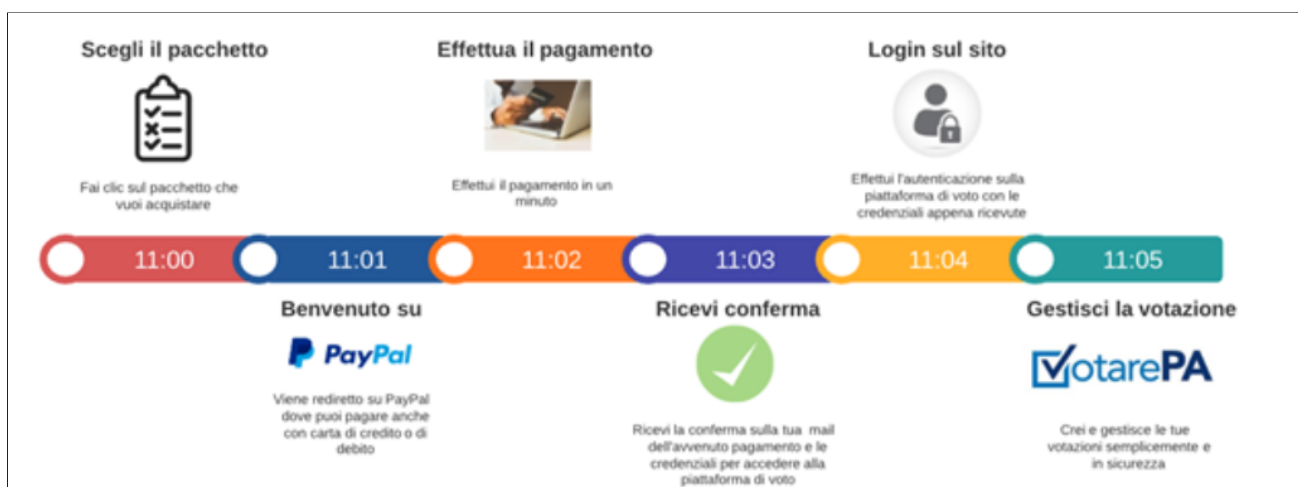 Scegli il pacchetto
Fai clic sul pacchetto che
vuoi acquistare
Effettua il pagamento
Effettui il pagamento in un
minuto
Login sul sito
Effettui l'autenticazione sulla
piattaforma di voto con le
credenziali appena ricevute
11:00
11:01
11:02
11:03
11:04
11:05
Benvenuto su
PayPal
Viene rediretto su PayPal
dove puoi pagare anche
con carta di credito o di
debito
Ricevi conferma
Ricevi la conferma sulla tua mail
dell'avvenuto pagamento e le
credenziali per accedere alla
piattaforma di voto
Gestisci la votazione
VotarePA
Crei e gestisce le tue
votazioni semplicemente e
in sicurezza